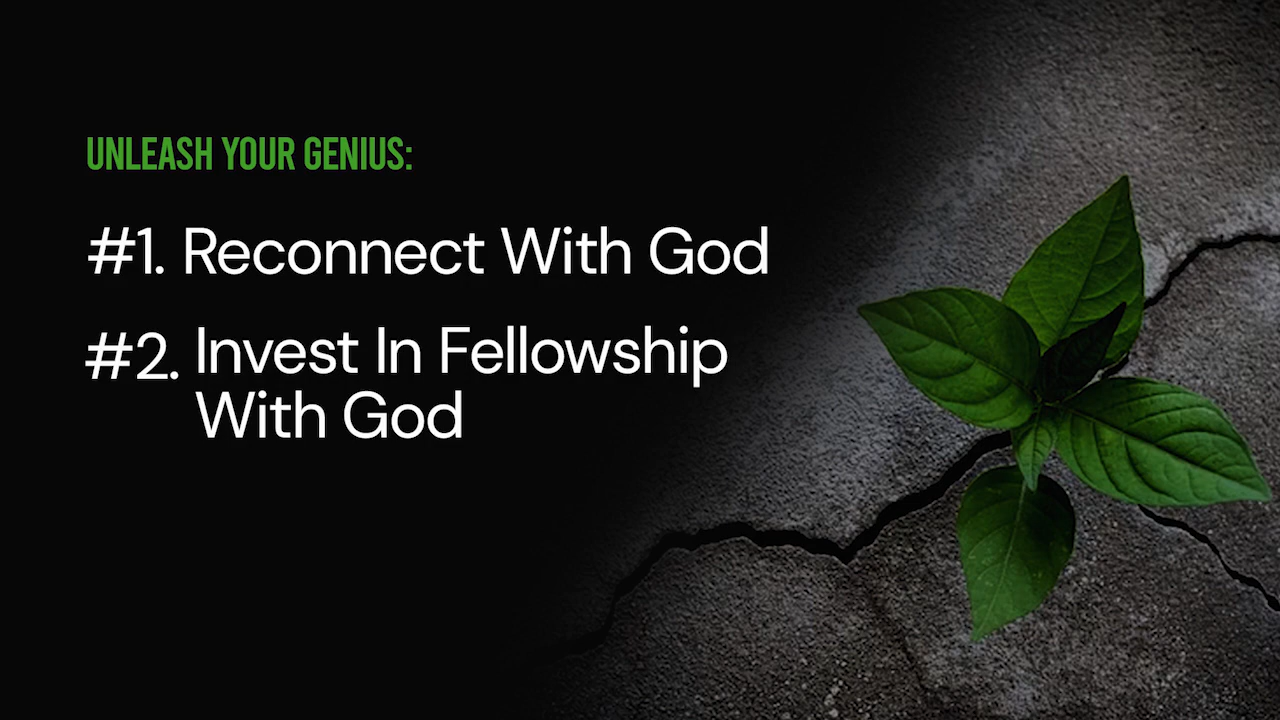 UNLEASH YOUR GENIUS:
#1. Reconnect With God
#2. Invest In Fellowship
With God